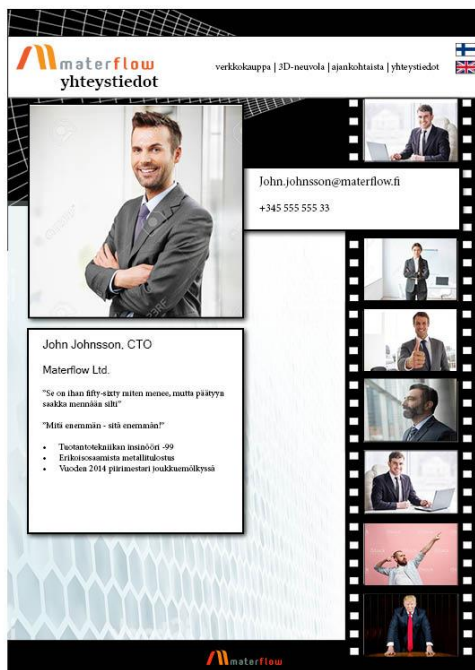 materflow
yhteystiedot
verkkokauppa | 3D-neuvola | ajankohtaista | yhteystiedot
John.johnsson@materflow.fi
+345 555 555 33
John Johnsson, CTO
Materflow Ltd.
"Se on ihan fifty-sixty miten menee, mutta päätyyn
saakka mennään silti"
"Mitä enemmän - sitä enemmän!"
• Tuotantotekniikan insinööri -99
• Erikoisosaamista metallitulostus
• Vuoden 2014 piirimestari joukkuemölkyssä
materflow